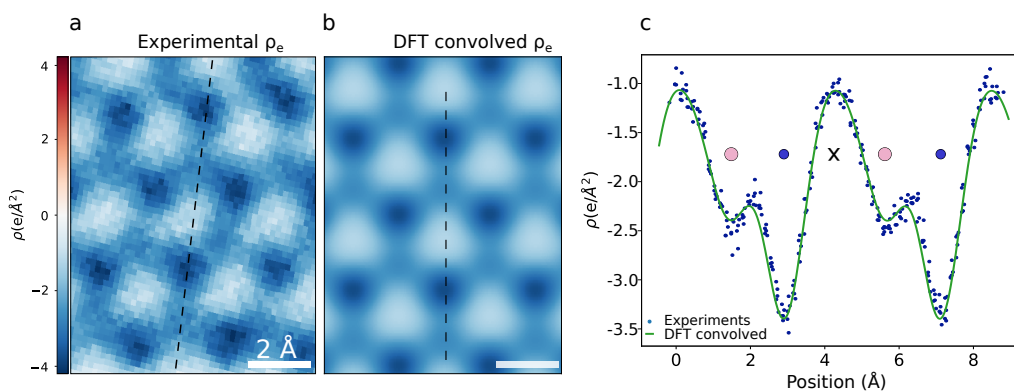 a
Experimental ρₑ
4
2
0
−2
−4
ρ(e/Å²)
2 Å
b
DFT convolved ρₑ
c
-1.0
-1.5
-2.0
-2.5
-3.0
-3.5
ρ(e/Å²)
x
Experiments
DFT convolved
0 2 4 6 8
Position (Å)